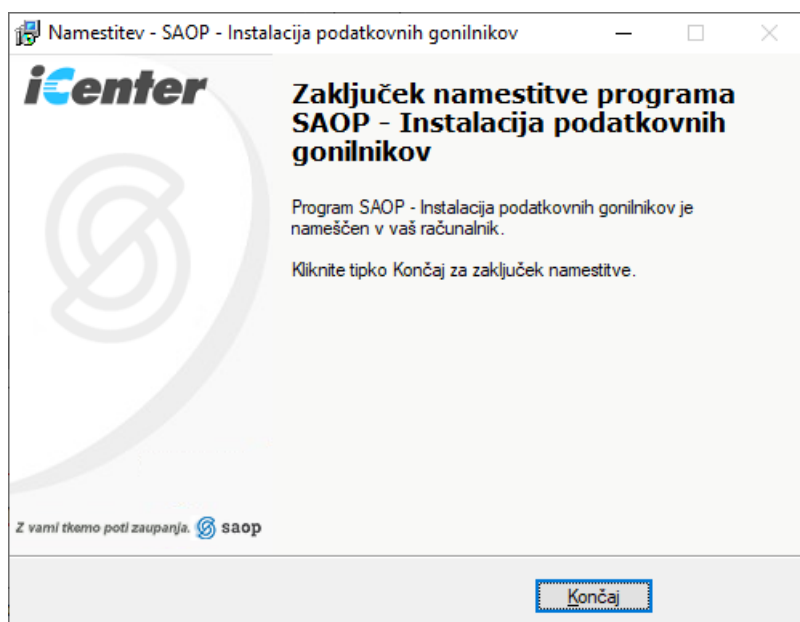 Namestitev - SAOP - Instalacija podatkovnih gonilnikov
iCenter
Zaključek namestitve programa
SAOP - Instalacija podatkovnih
gonilnikov
Program SAOP - Instalacija podatkovnih gonilnikov je
nameščen v vaš računalnik.
Kliknite tipko Končaj za zaključek namestitve.
Z vami tkemo poti zaupanja. saop
Končaj